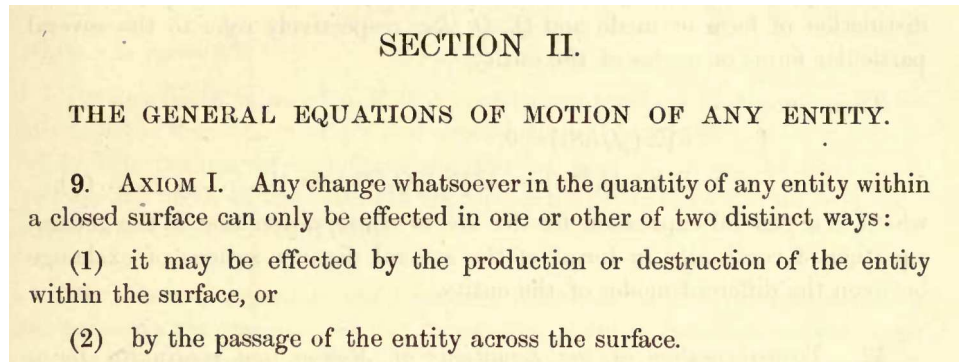 SECTION II.
THE GENERAL EQUATIONS OF MOTION OF ANY ENTITY.
9. AXIOM I. Any change whatsoever in the quantity of any entity within
a closed surface can only be effected in one or other of two distinct ways:
(1) it may be effected by the production or destruction of the entity
within the surface, or
(2) by the passage of the entity across the surface.